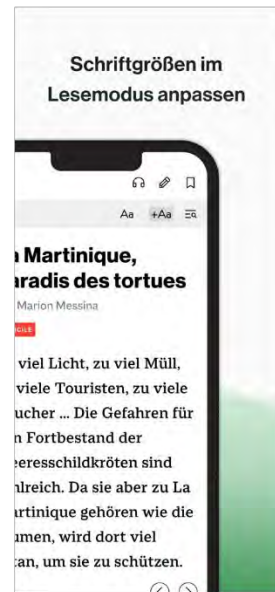 Schriftgrößen im
Lesemodus anpassen
Aa +Aa
Martinique,
aradis des tortues
Marion Messina
CILE
viel Licht, zu viel Müll,
viele Touristen, zu viele
ucher ... Die Gefahren für
n Fortbestand der
eeresschildkröten sind
hlreich. Da sie aber zu La
artinique gehören wie die
umen, wird dort viel
tan, um sie zu schützen.